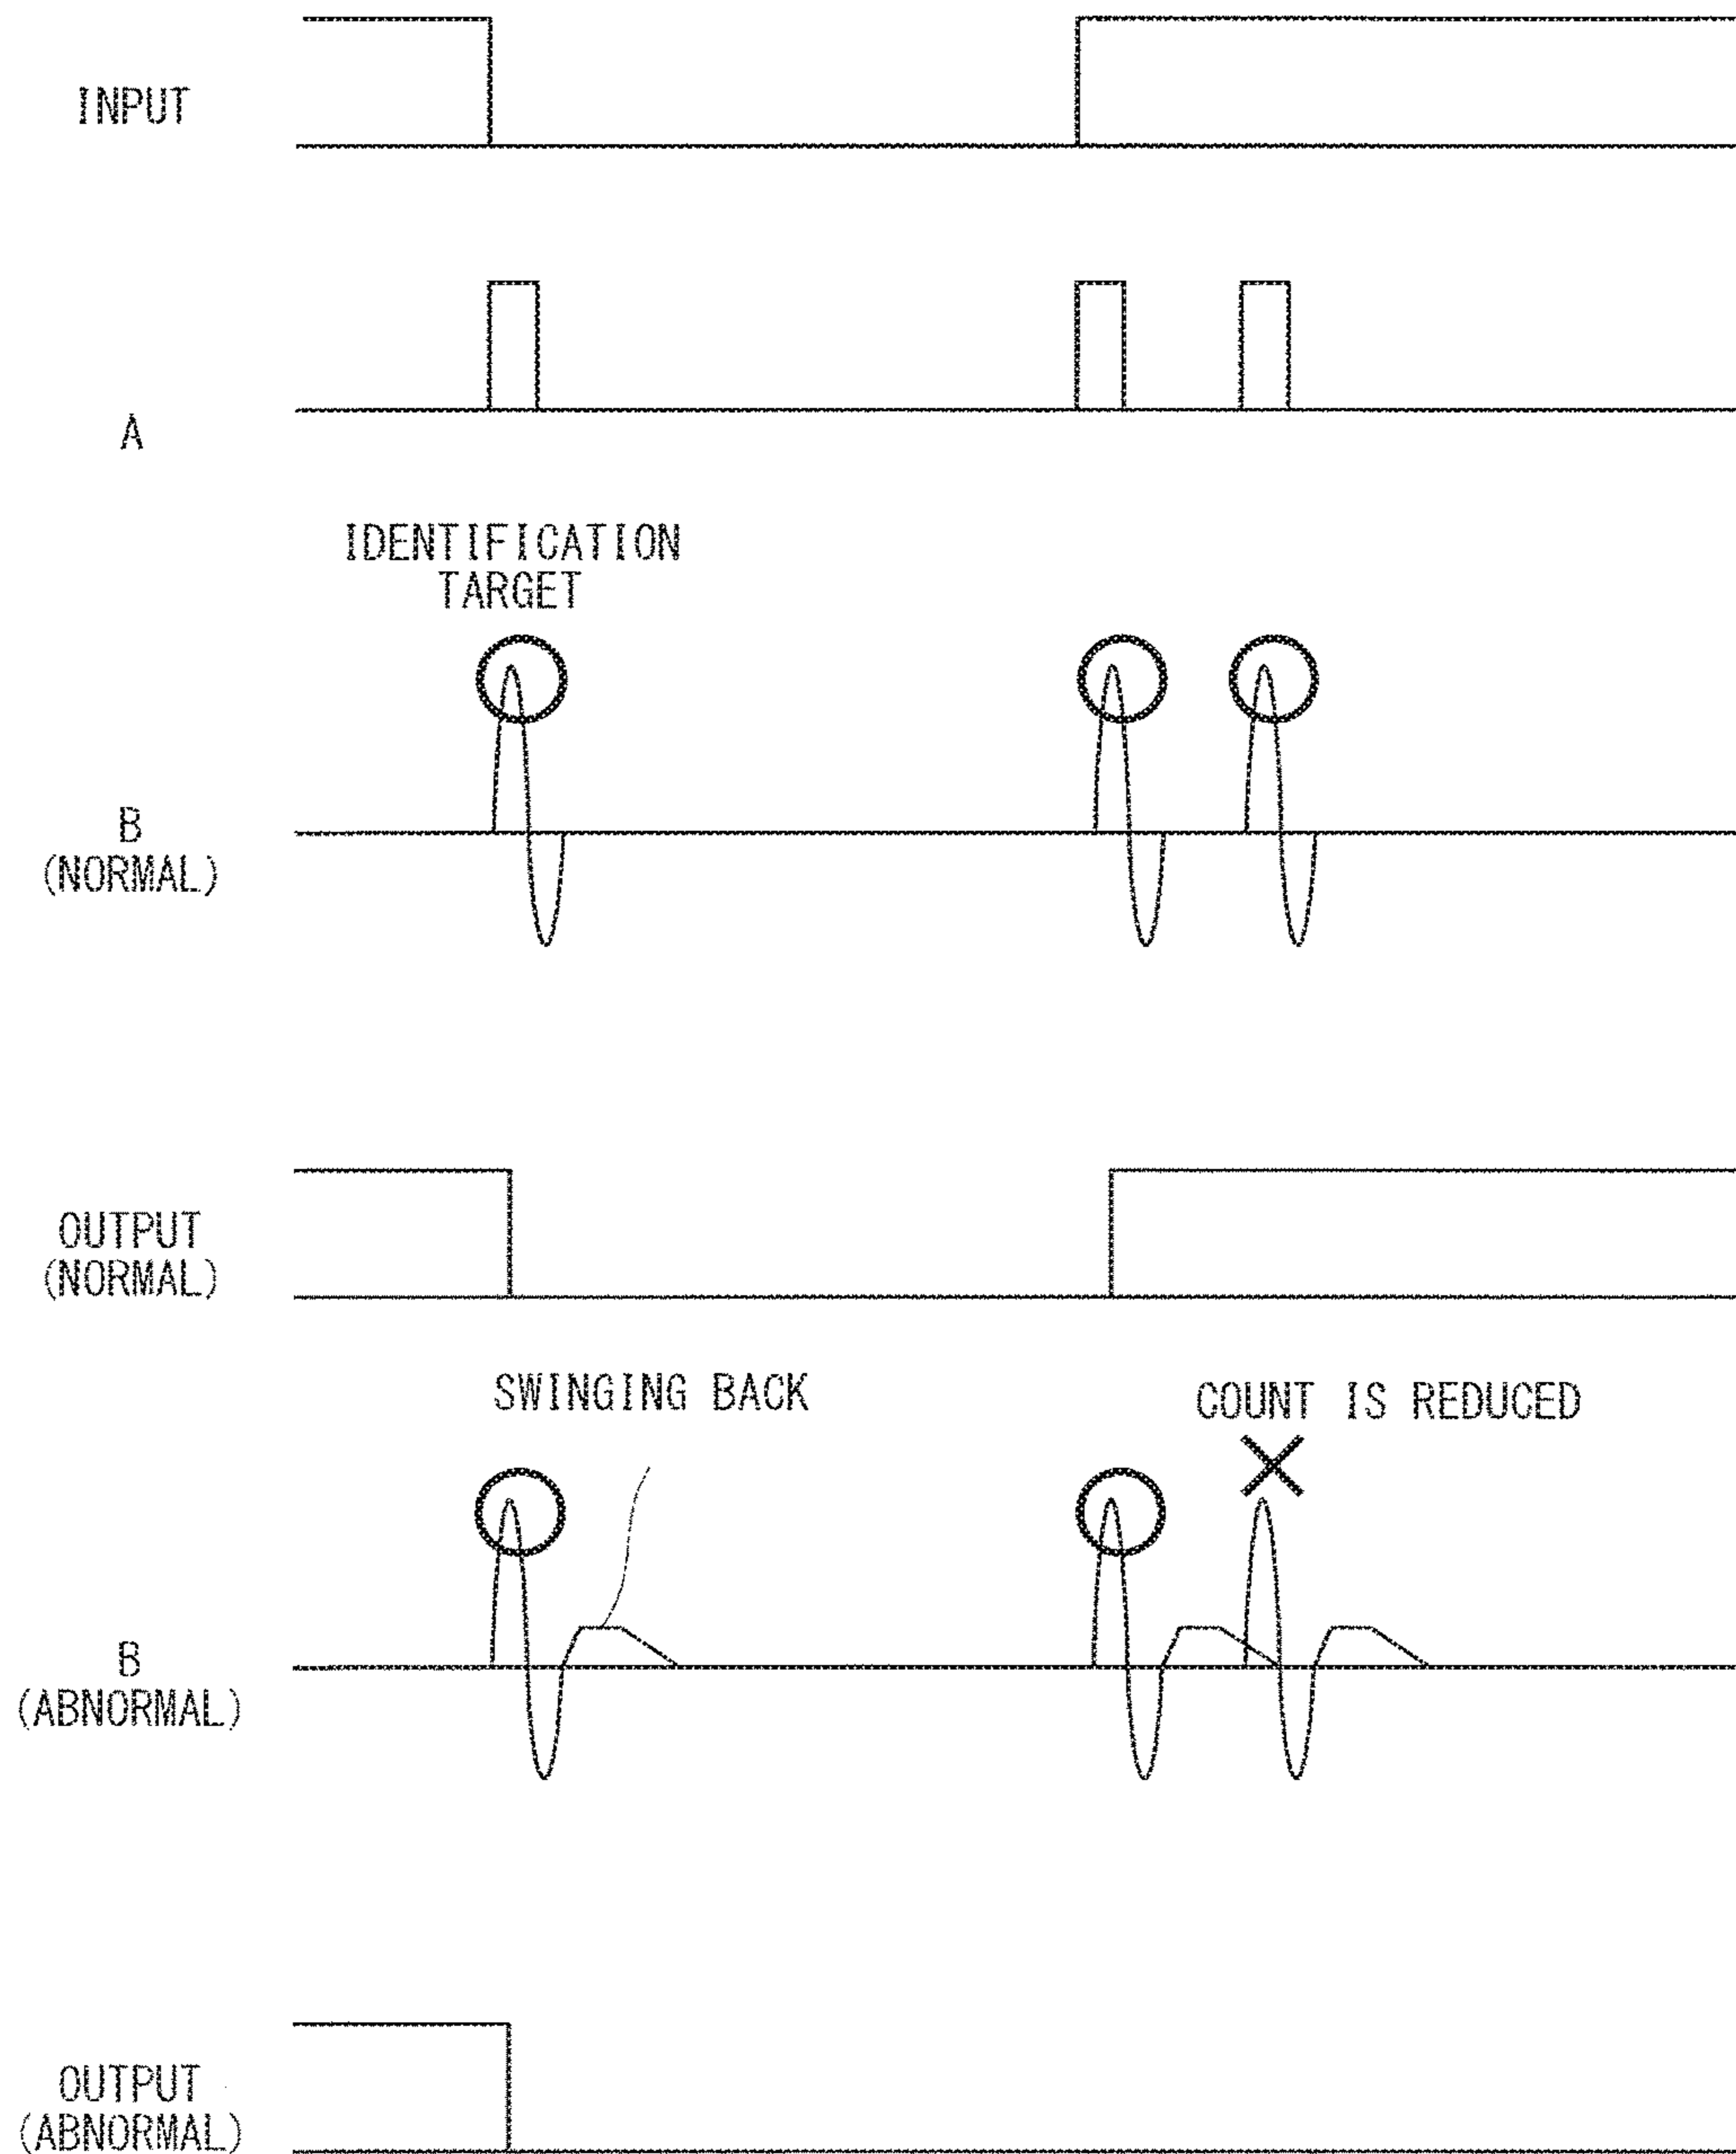 INPUT
A
IDENTIFICATION
TARGET
B
(NORMAL)
OUTPUT
(NORMAL)
SWINGING BACK
COUNT IS REDUCED
B
(ABNORMAL)
OUTPUT
(ABNORMAL)